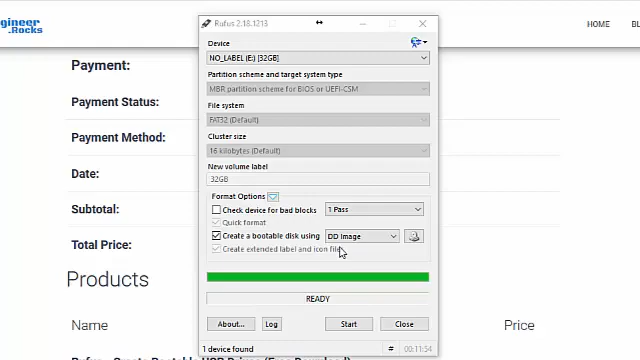 gineer
.Rocks
HOME
Rufus 2.18.1213
Device
NO_LABEL (E:) [32GB]
Partition scheme and target system type
MBR partition scheme for BIOS or UEFI-CSM
File system
FAT32 (Default)
Cluster size
16 kilobytes (Default)
New volume label
32GB
Format Options
Check device for bad blocks
1 Pass
Quick format
Create a bootable disk using
DD Image
Create extended label and icon files
READY
About...
Log
Start
Close
1 device found
#
00:11:54
Payment:
Payment Status:
Payment Method:
Date:
Subtotal:
Total Price:
Products
Name
Price